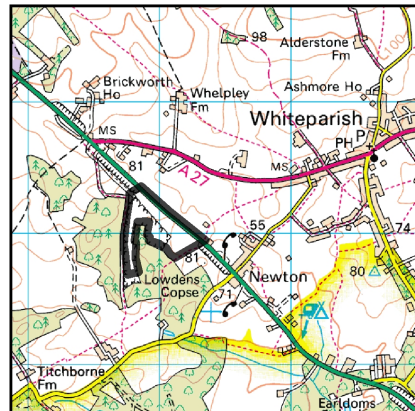 98
Alderstone
Fm
100
Brickworth
Ho
Whelpley
Fm
Ashmore Ho
Whiteparish
MS
PH
P
81
A 27
MS
55
74
81
Lowdens
Copse
Newton
80
71
Titchborne
Fm
Earldoms